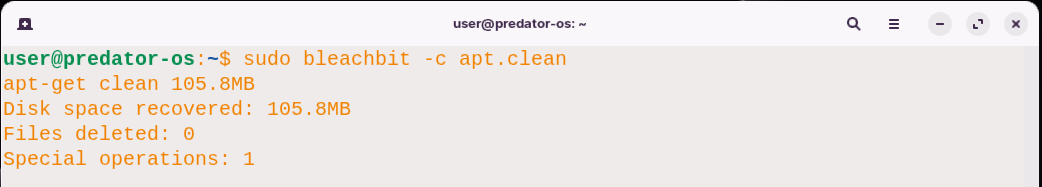 user@predator-os: ~
user@predator-os:~$ sudo bleachbit -c apt.clean
apt-get clean 105.8MB
Disk space recovered: 105.8MB
Files deleted: 0
Special operations: 1